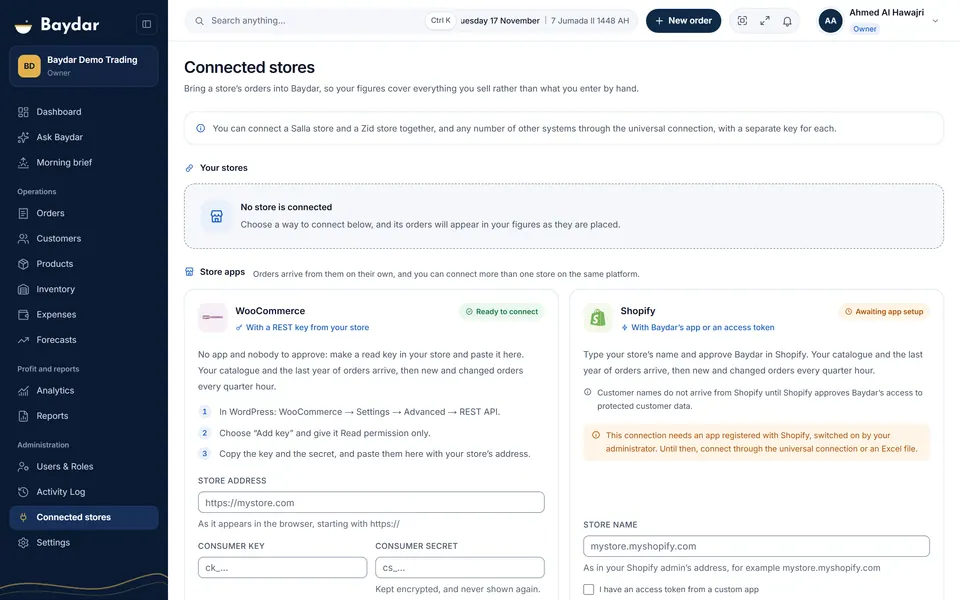 Baydar
BD
Baydar Demo Trading
Owner
Dashboard
Ask Baydar
Morning brief
Operations
Orders
Customers
Products
Inventory
Expenses
Forecasts
Profit and reports
Analytics
Reports
Administration
Users & Roles
Activity Log
Connected stores
Settings
Search anything...
Ctrl K
uesday 17 November
7 Jumada II 1448 AH
+ New order
AA
Ahmed Al Hawajri
Owner
Connected stores
Bring a store's orders into Baydar, so your figures cover everything you sell rather than what you enter by hand.
You can connect a Salla store and a Zid store together, and any number of other systems through the universal connection, with a separate key for each.
Your stores
No store is connected
Choose a way to connect below, and its orders will appear in your figures as they are placed.
Store apps Orders arrive from them on their own, and you can connect more than one store on the same platform.
WooCommerce
Ready to connect
With a REST key from your store
No app and nobody to approve: make a read key in your store and paste it here.
Your catalogue and the last year of orders arrive, then new and changed orders
every quarter hour.
1 In WordPress: WooCommerce → Settings → Advanced → REST API.
2 Choose “Add key” and give it Read permission only.
3 Copy the key and the secret, and paste them here with your store's address.
STORE ADDRESS
https://mystore.com
As it appears in the browser, starting with https://
CONSUMER KEY
CONSUMER SECRET
ck_...
cs_...
Kept encrypted, and never shown again.
Shopify
Awaiting app setup
With Baydar's app or an access token
Type your store's name and approve Baydar in Shopify. Your catalogue and the last
year of orders arrive, then new and changed orders every quarter hour.
Customer names do not arrive from Shopify until Shopify approves Baydar's access to
protected customer data.
This connection needs an app registered with Shopify, switched on by your
administrator. Until then, connect through the universal connection or an Excel file.
STORE NAME
mystore.myshopify.com
As in your Shopify admin's address, for example mystore.myshopify.com
I have an access token from a custom app